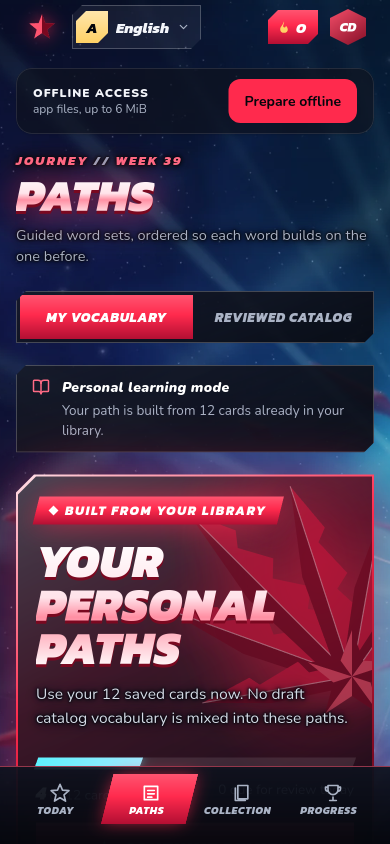 A English
0
CD
OFFLINE ACCESS
app files, up to 6 MiB
Prepare offline
JOURNEY // WEEK 39
PATHS
Guided word sets, ordered so each word builds on the
one before.
MY VOCABULARY
REVIEWED CATALOG
Personal learning mode
Your path is built from 12 cards already in your
library.
BUILT FROM YOUR LIBRARY
YOUR
PERSONAL
PATHS
Use your 12 saved cards now. No draft
catalog vocabulary is mixed into these paths.
TODAY
PATHS
COLLECTION
PROGRESS